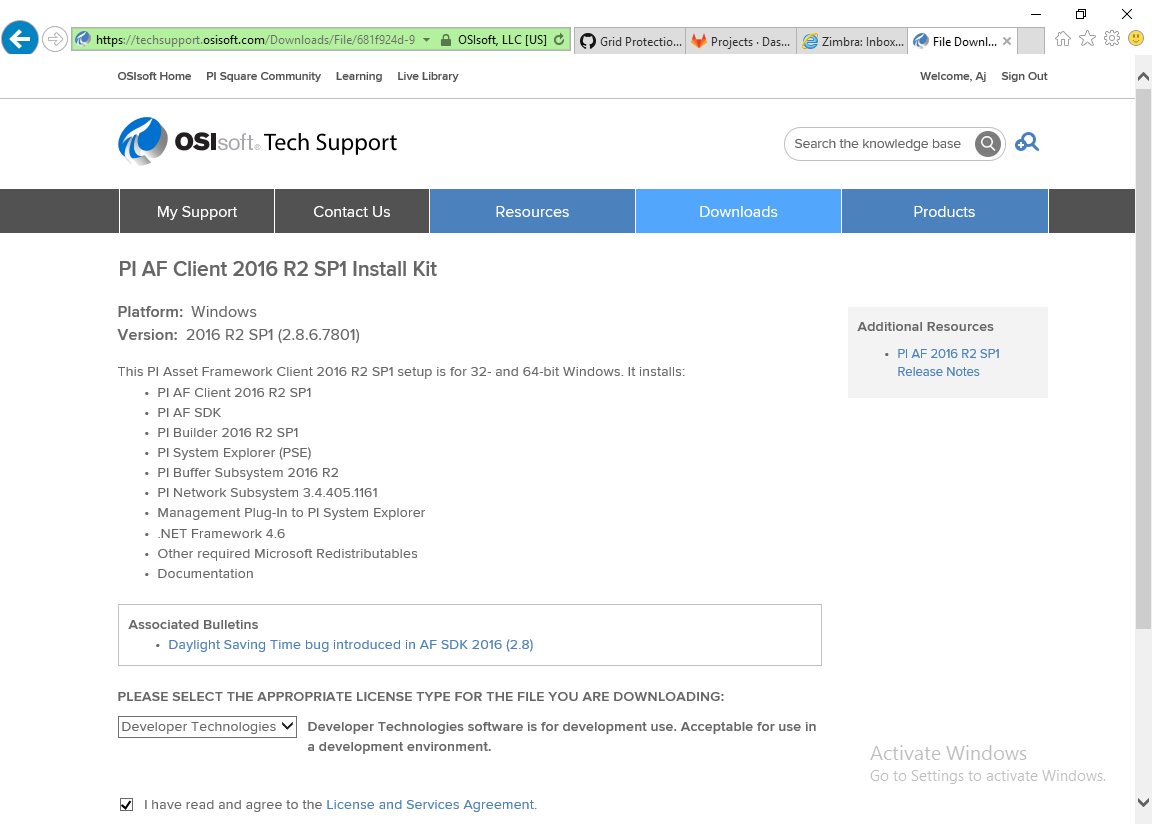 https://techsupport.osisoft.com/Downloads/File/681f924d-9
OSIsoft, LLC [US]
Grid Protectio...
Projects · Das...
Zimbra: Inbox...
File Downl...
OSIsoft Home
PI Square Community
Learning
Live Library
Welcome, Aj
Sign Out
OSIsoft. Tech Support
Search the knowledge base
My Support
Contact Us
Resources
Downloads
Products
PI AF Client 2016 R2 SP1 Install Kit
Platform: Windows
Version: 2016 R2 SP1 (2.8.6.7801)
Additional Resources
• PI AF 2016 R2 SP1
Release Notes
This PI Asset Framework Client 2016 R2 SP1 setup is for 32- and 64-bit Windows. It installs:
• PI AF Client 2016 R2 SP1
• PI AF SDK
• PI Builder 2016 R2 SP1
• PI System Explorer (PSE)
• PI Buffer Subsystem 2016 R2
• PI Network Subsystem 3.4.405.1161
• Management Plug-In to PI System Explorer
• .NET Framework 4.6
• Other required Microsoft Redistributables
• Documentation
Associated Bulletins
• Daylight Saving Time bug introduced in AF SDK 2016 (2.8)
PLEASE SELECT THE APPROPRIATE LICENSE TYPE FOR THE FILE YOU ARE DOWNLOADING:
Developer Technologies
Developer Technologies software is for development use. Acceptable for use in
a development environment.
Activate Windows
Go to Settings to activate Windows.
I have read and agree to the License and Services Agreement.